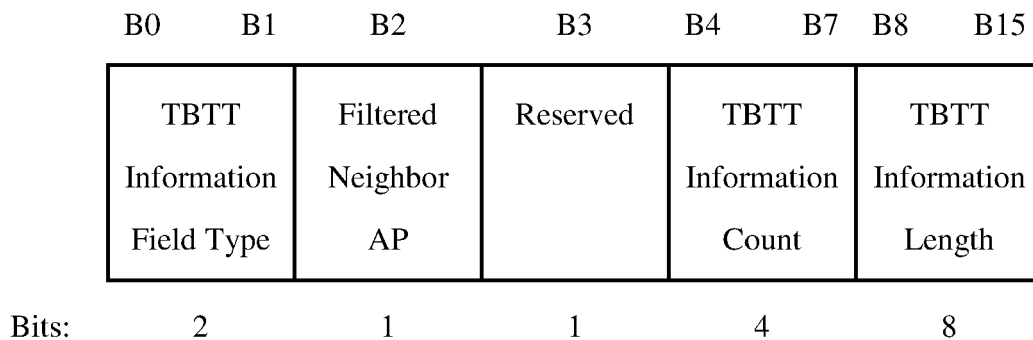 B0 B1 B2 B3 B4 B7 B8 B15
TBTT Filtered Reserved TBTT TBTT
Information Neighbor Information Information
Field Type AP Count Length
Bits: 2 1 1 4 8